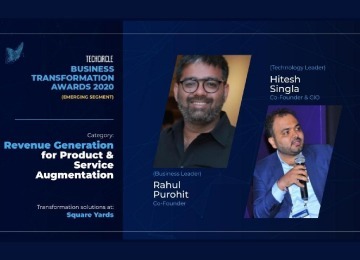 TECHCIRCLE
BUSINESS
TRANSFORMATION
AWARDS 2020
(EMERGING SEGMENT)
Category:
Revenue Generation
for Product &
Service
Augmentation
Transformation solutions at:
Square Yards
(Technology Leader)
Hitesh
Singla
Co-Founder & CIO
(Business Leader)
Rahul
Purohit
Co-Founder